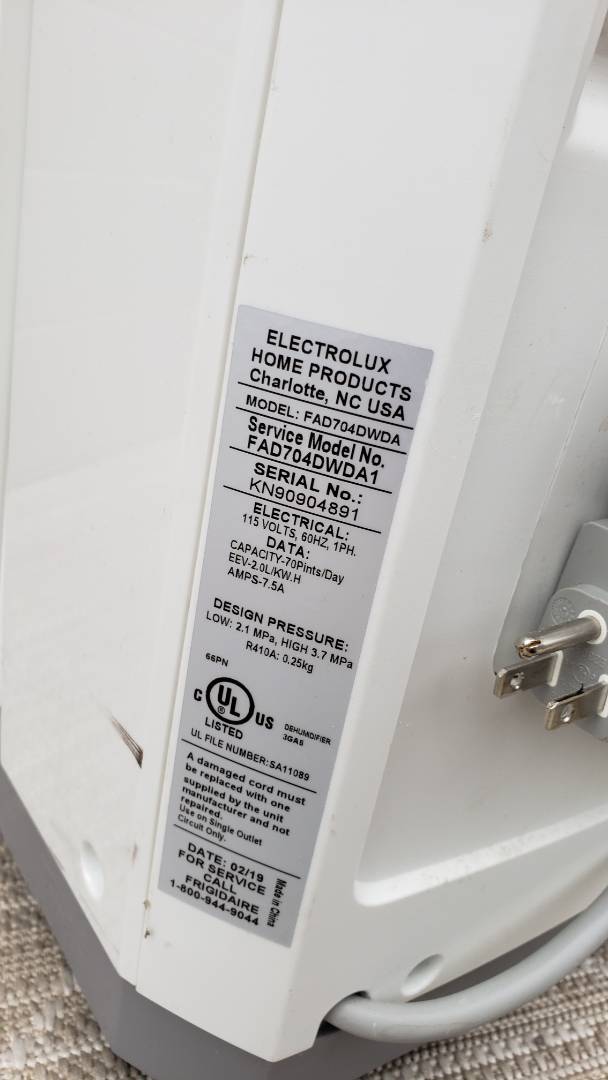 ELECTROLUX
HOME PRODUCTS
Charlotte, NC USA
MODEL: FAD704DWDA
Service Model No.
FAD704DWDA1
SERIAL No.:
KN90904891
ELECTRICAL:
115 VOLTS, 60HZ, 1PH.
DATA:
CAPACITY-70Pints/Day
EEV-2.0L/KW.H
AMPS-7.5A
DESIGN PRESSURE:
LOW: 2.1 MPa, HIGH 3.7 MPa
R410A: 0.25kg
66PN
C UL® US
LISTED
DEHUMIDIFIER
3GA8
UL FILE NUMBER:SA11089
A damaged cord must
be replaced with one
supplied by the unit
manufacturer and not
repaired.
Use on Single Outlet
Circuit Only.
DATE: 02/19
FOR SERVICE
CALL
FRIGIDAIRE
1-800-944-9044
Made in China